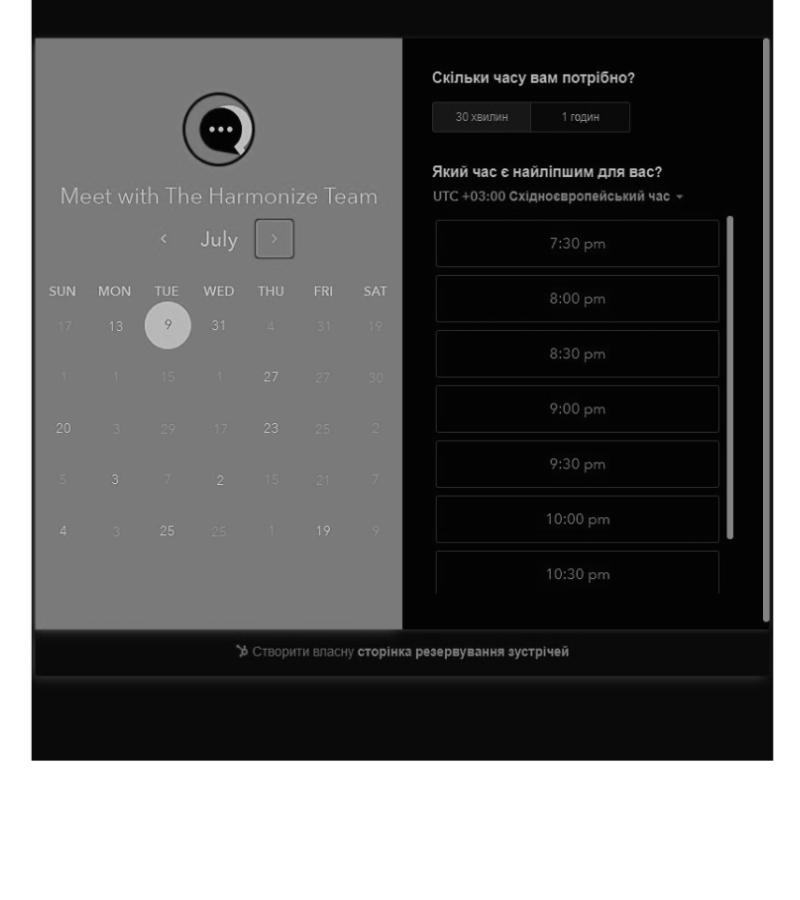 Meet with The Harmonize Team
July
SUN MON TUE WED THU FRI SAT
17 13 9 31 4 31 19
1 1 15 1 27 27 30
20 3 29 17 23 25 2
5 3 7 2 15 21 7
4 3 25 25 1 19 9
Скільки часу вам потрібно?
30 хвилин 1 годин
Який час є найліпшим для вас?
UTC +03:00 Східноєвропейський час
7:30 pm
8:00 pm
8:30 pm
9:00 pm
9:30 pm
10:00 pm
10:30 pm
Створити власну сторінка резервування зустрічей